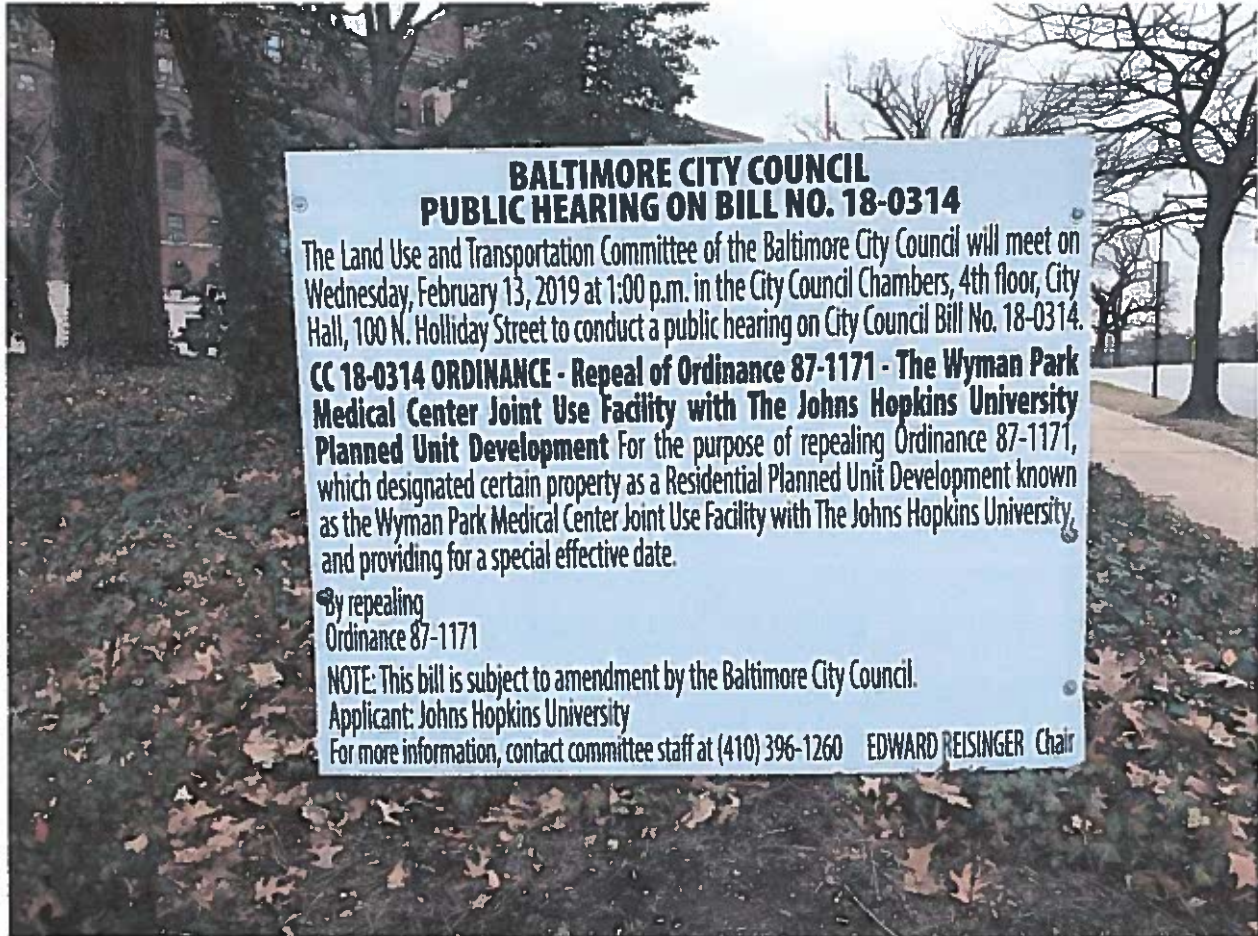 BALTIMORE CITY COUNCIL
PUBLIC HEARING ON BILL NO. 18-0314
The Land Use and Transportation Committee of the Baltimore City Council will meet on
Wednesday, February 13, 2019 at 1:00 p.m. in the City Council Chambers, 4th floor, City
Hall, 100 N. Holliday Street to conduct a public hearing on City Council Bill No. 18-0314.
CC 18-0314 ORDINANCE - Repeal of Ordinance 87-1171 - The Wyman Park
Medical Center Joint Use Facility with The Johns Hopkins University
Planned Unit Development For the purpose of repealing Ordinance 87-1171,
which designated certain property as a Residential Planned Unit Development known
as the Wyman Park Medical Center Joint Use Facility with The Johns Hopkins University,
and providing for a special effective date.
By repealing
Ordinance 87-1171
NOTE: This bill is subject to amendment by the Baltimore City Council.
Applicant: Johns Hopkins University
For more information, contact committee staff at (410) 396-1260 EDWARD REISINGER Chair